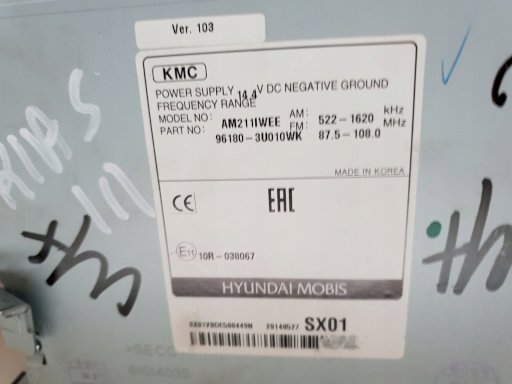 Ver. 103
KMC
POWER SUPPLY 14.4V DC NEGATIVE GROUND
FREQUENCY RANGE AM: 522-1620 kHz
MODEL NO: AM211IWEE FM: 87.5-108.0 MHz
PART NO: 96180-3U010WK
MADE IN KOREA
CE
EAC
E11 10R-038067
HYUNDAI MOBIS
20140527 SX01